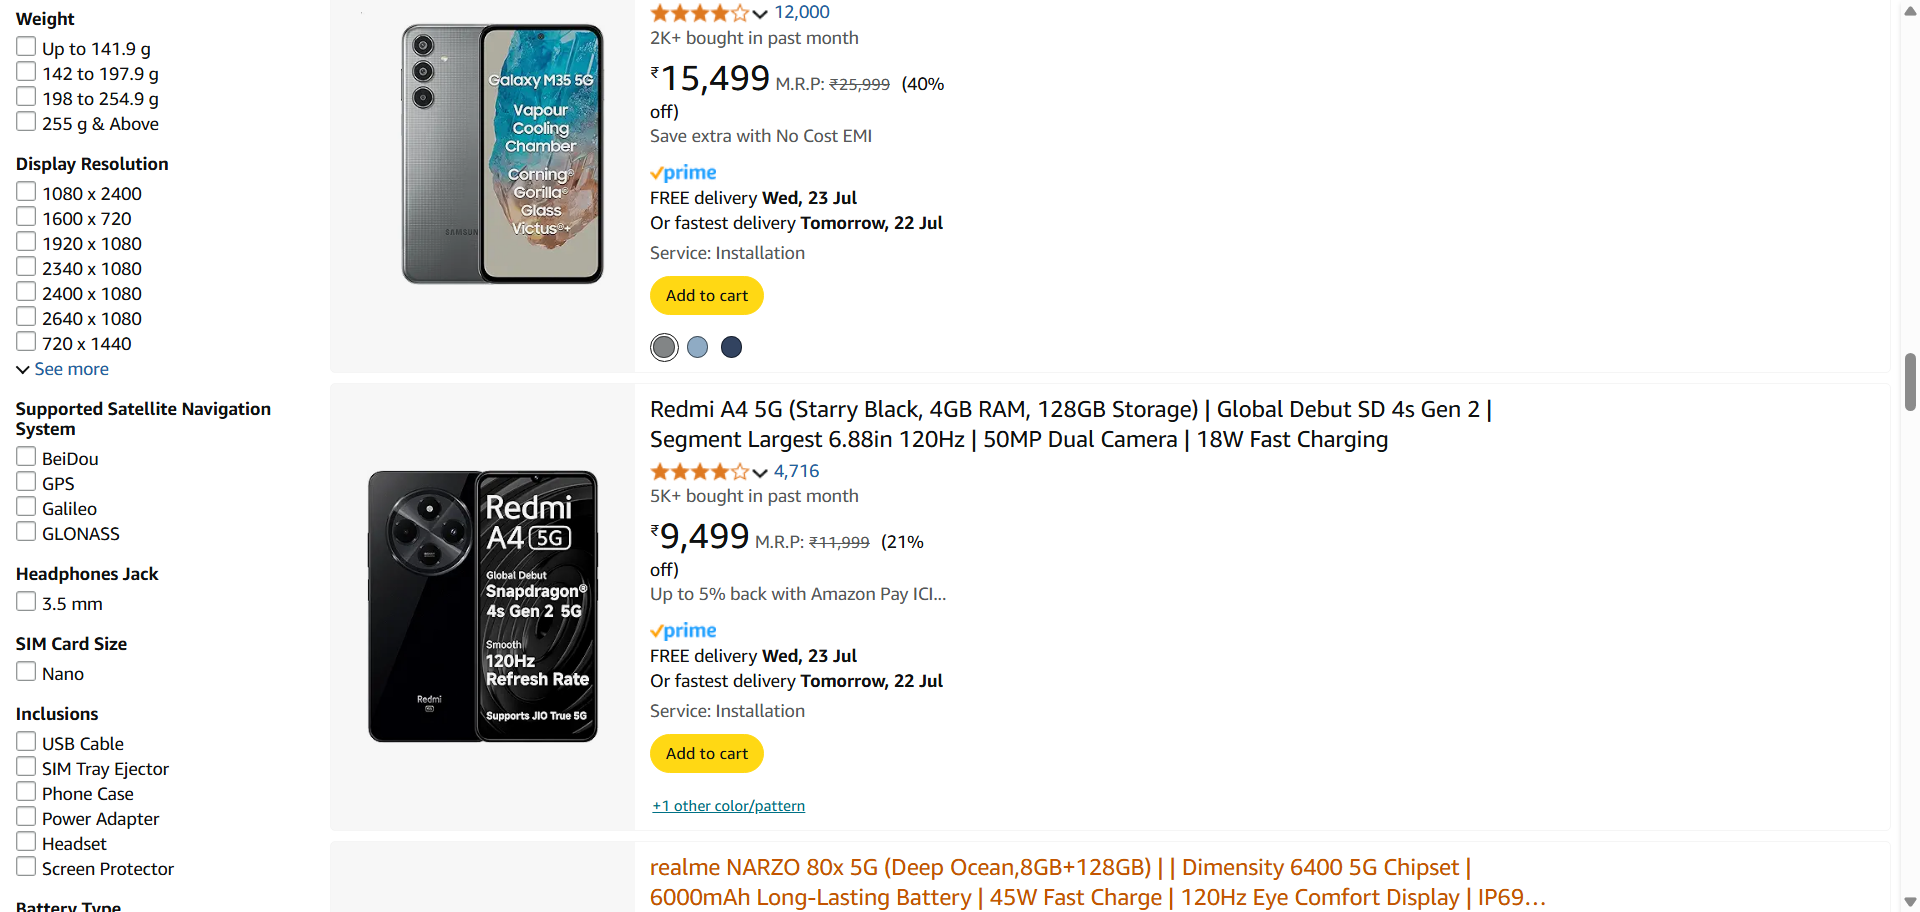 Weight
Up to 141.9 g
142 to 197.9 g
198 to 254.9 g
255 g & Above
Display Resolution
1080 x 2400
1600 x 720
1920 x 1080
2340 x 1080
2400 x 1080
2640 x 1080
720 x 1440
See more
Supported Satellite Navigation
System
BeiDou
GPS
Galileo
GLONASS
Headphones Jack
3.5 mm
SIM Card Size
Nano
Inclusions
USB Cable
SIM Tray Ejector
Phone Case
Power Adapter
Headset
Screen Protector
Battery Type
Galaxy M35 5G
Vapour
Cooling
Chamber
Corning®
Gorilla®
Glass
Victus®+
SAMSUN
12,000
2K+ bought in past month
₹15,499 M.R.P: ₹25,999 (40%
off)
Save extra with No Cost EMI
prime
FREE delivery Wed, 23 Jul
Or fastest delivery Tomorrow, 22 Jul
Service: Installation
Add to cart
Redmi
A4 5G
Global Debut
Snapdragon®
4s Gen 2 5G
Smooth
120Hz
Refresh Rate
Supports JIO True 5G
Redmi
5G
Redmi A4 5G (Starry Black, 4GB RAM, 128GB Storage) | Global Debut SD 4s Gen 2 |
Segment Largest 6.88in 120Hz | 50MP Dual Camera | 18W Fast Charging
4,716
5K+ bought in past month
₹9,499 M.R.P: ₹11,999 (21%
off)
Up to 5% back with Amazon Pay ICI...
prime
FREE delivery Wed, 23 Jul
Or fastest delivery Tomorrow, 22 Jul
Service: Installation
Add to cart
+1 other color/pattern
realme NARZO 80x 5G (Deep Ocean,8GB+128GB) | | Dimensity 6400 5G Chipset |
6000mAh Long-Lasting Battery | 45W Fast Charge | 120Hz Eye Comfort Display | IP69...